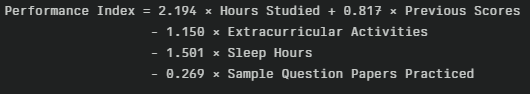 Performance Index = 2.194 × Hours Studied + 0.817 × Previous Scores
- 1.150 × Extracurricular Activities
- 1.501 × Sleep Hours
- 0.269 × Sample Question Papers Practiced